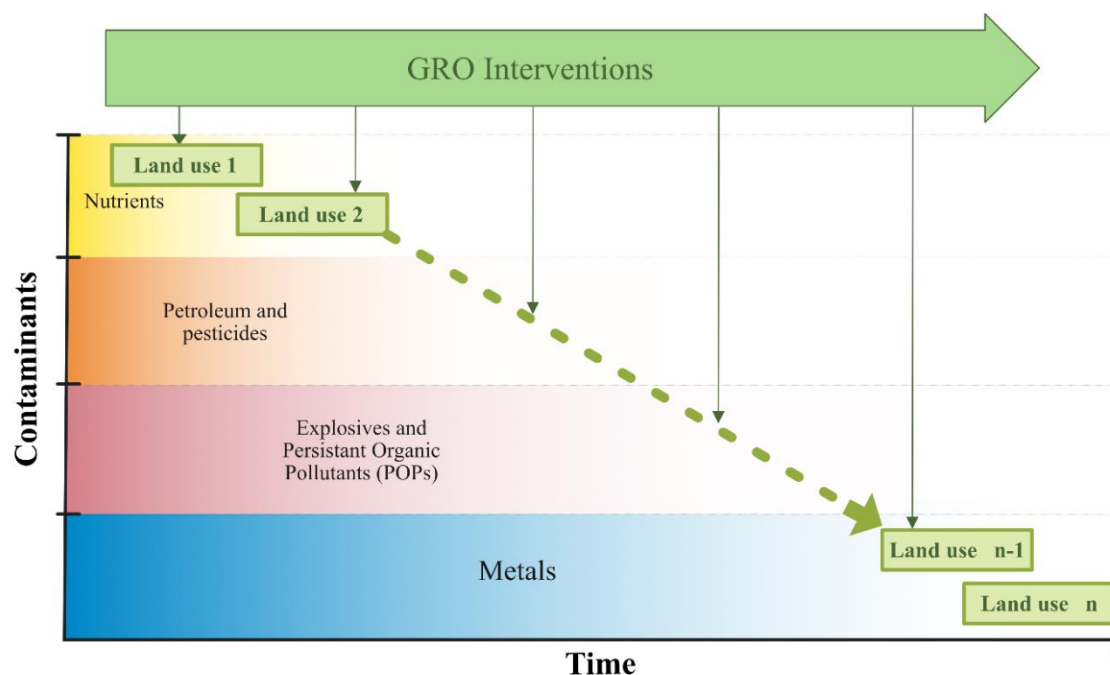 GRO Interventions
Land use 1
Nutrients
Land use 2
Petroleum and
pesticides
Explosives and
Persistant Organic
Pollutants (POPs)
Metals
Land use n-1
Land use n
Contaminants
Time